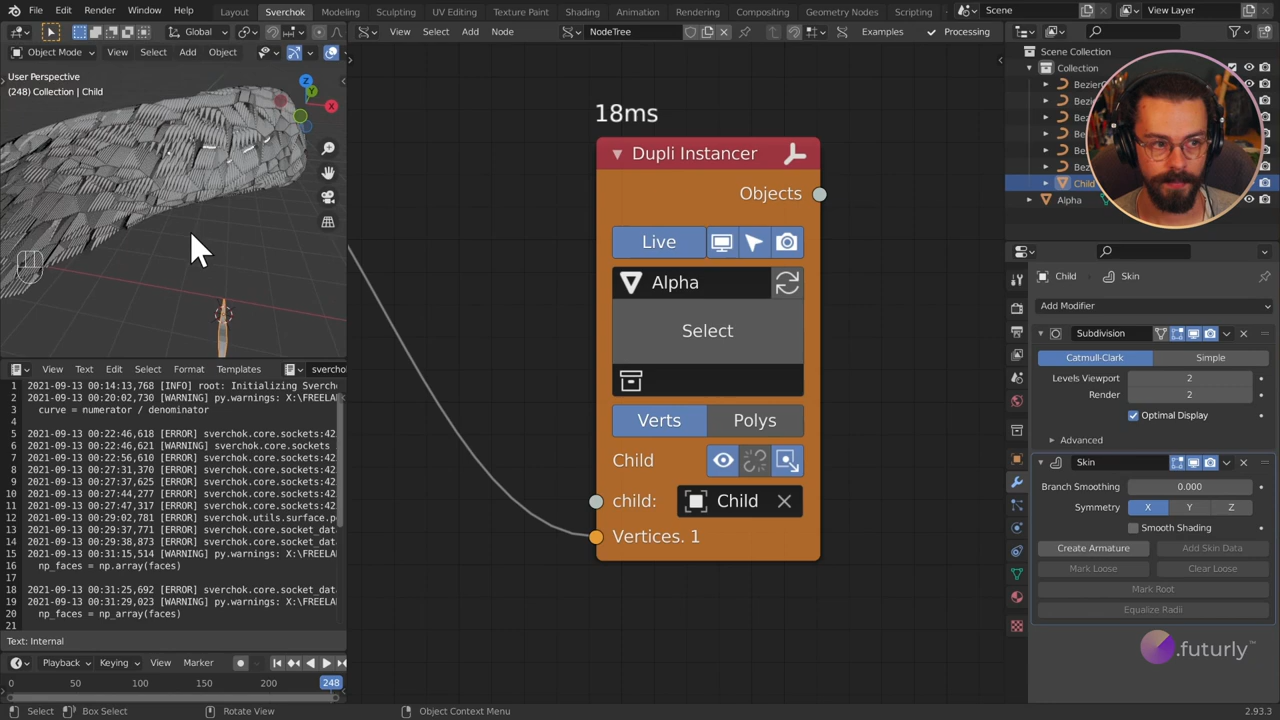 File Edit Render Window Help
Layout Sverchok Modeling Sculpting UV Editing Texture Paint Shading Animation Rendering Compositing Geometry Nodes Scripting
Scene
View Layer
Object Mode View Select Add Object
Global
View Select Add Node
NodeTree
Examples
Processing
User Perspective
(248) Collection | Child
Z
Y
X
18ms
Dupli Instancer
Objects
Live
Alpha
Select
Verts Polys
Child
child: Child
Vertices. 1
Scene Collection
Collection
Child
Alpha
Child Skin
Add Modifier
Subdivision
Catmull-Clark Simple
Levels Viewport 2
Render 2
Optimal Display
Advanced
Skin
Branch Smoothing 0.000
Symmetry X Y Z
Smooth Shading
Create Armature Add Skin Data
Mark Loose Clear Loose
Mark Root
Equalize Radii
.futurly™
View Text Edit Select Format Templates
1 2021-09-13 00:14:13,768 [INFO] root: Initializing Sverch
2 2021-09-13 00:20:02,730 [WARNING] py.warnings: X:\FREELA
3 curve = numerator / denominator
4
5 2021-09-13 00:22:46,618 [ERROR] sverchok.core.sockets:42
6 2021-09-13 00:22:46,621 [WARNING] sverchok.core.sockets
7 2021-09-13 00:22:56,610 [ERROR] sverchok.core.sockets:42
8 2021-09-13 00:27:31,370 [ERROR] sverchok.core.sockets:42
9 2021-09-13 00:27:37,625 [ERROR] sverchok.core.sockets:42
10 2021-09-13 00:27:44,277 [ERROR] sverchok.core.sockets:42
11 2021-09-13 00:27:47,317 [ERROR] sverchok.core.sockets:42
12 2021-09-13 00:29:02,781 [ERROR] sverchok.utils.surface.p
13 2021-09-13 00:29:37,771 [ERROR] sverchok.core.socket_dat
14 2021-09-13 00:29:38,873 [ERROR] sverchok.core.socket_dat
15 2021-09-13 00:31:15,514 [WARNING] py.warnings: X:\FREELA
16 np_faces = np.array(faces)
17
18 2021-09-13 00:31:25,692 [ERROR] sverchok.core.socket_dat
19 2021-09-13 00:31:29,023 [WARNING] py.warnings: X:\FREELA
20 np_faces = np_array(faces)
21
Text: Internal
Playback Keying View Marker
0 50 100 150 200 248
Select Box Select Rotate View Object Context Menu
2.93.3